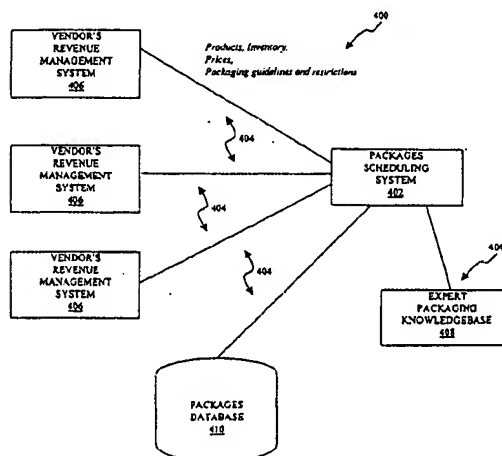 400
VENDOR'S
REVENUE
MANAGEMENT
SYSTEM
406
Products, Inventory,
Prices,
Packaging guidelines and restrictions
404
VENDOR'S
REVENUE
MANAGEMENT
SYSTEM
406
PACKAGES
SCHEDULING
SYSTEM
402
404
VENDOR'S
REVENUE
MANAGEMENT
SYSTEM
406
404
EXPERT
PACKAGING
KNOWLEDGEBASE
408
PACKAGES
DATABASE
410